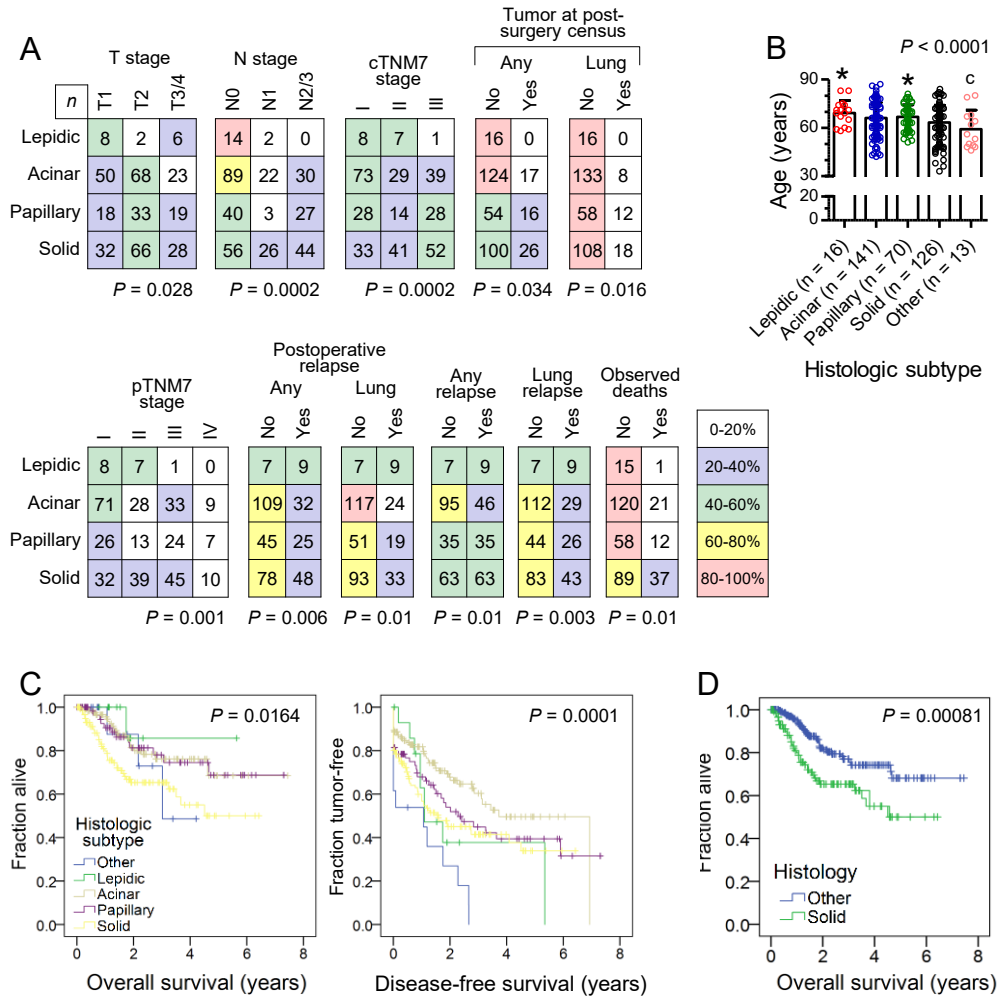 A
Tumor at post-
surgery census
T stage
N stage
cTNM7
stage
Any
Lung
n
T1 T2 T3/4
N0 N1 N2/3
I II III
No Yes
No Yes
Lepidic 8 2 6 14 2 0 8 7 1 16 0 16 0
Acinar 50 68 23 89 22 30 73 29 39 124 17 133 8
Papillary 18 33 19 40 3 27 28 14 28 54 16 58 12
Solid 32 66 28 56 26 44 33 41 52 100 26 108 18
P = 0.028 P = 0.0002 P = 0.0002 P = 0.034 P = 0.016
B
P < 0.0001
Age (years)
90
60
30
20
0
* * c
Lepidic (n = 16)
Acinar (n = 141)
Papillary (n = 70)
Solid (n = 126)
Other (n = 13)
Histologic subtype
pTNM7
stage
Postoperative
relapse
Any
Lung
Any
relapse
Lung
relapse
Observed
deaths
I II III IV
No Yes
No Yes
No Yes
No Yes
No Yes
Lepidic 8 7 1 0 7 9 7 9 7 9 7 9 15 1
Acinar 71 28 33 9 109 32 117 24 95 46 112 29 120 21
Papillary 26 13 24 7 45 25 51 19 35 35 44 26 58 12
Solid 32 39 45 10 78 48 93 33 63 63 83 43 89 37
P = 0.001 P = 0.006 P = 0.01 P = 0.01 P = 0.003 P = 0.01
0-20%
20-40%
40-60%
60-80%
80-100%
C
P = 0.0164
Fraction alive
1.0
0.8
0.6
0.4
0.2
0.0
Histologic
subtype
Other
Lepidic
Acinar
Papillary
Solid
0 2 4 6 8
Overall survival (years)
P = 0.0001
Fraction tumor-free
1.0
0.8
0.6
0.4
0.2
0.0
0 2 4 6 8
Disease-free survival (years)
D
P = 0.00081
Fraction alive
1.0
0.8
0.6
0.4
0.2
0.0
Histology
Other
Solid
0 2 4 6 8
Overall survival (years)